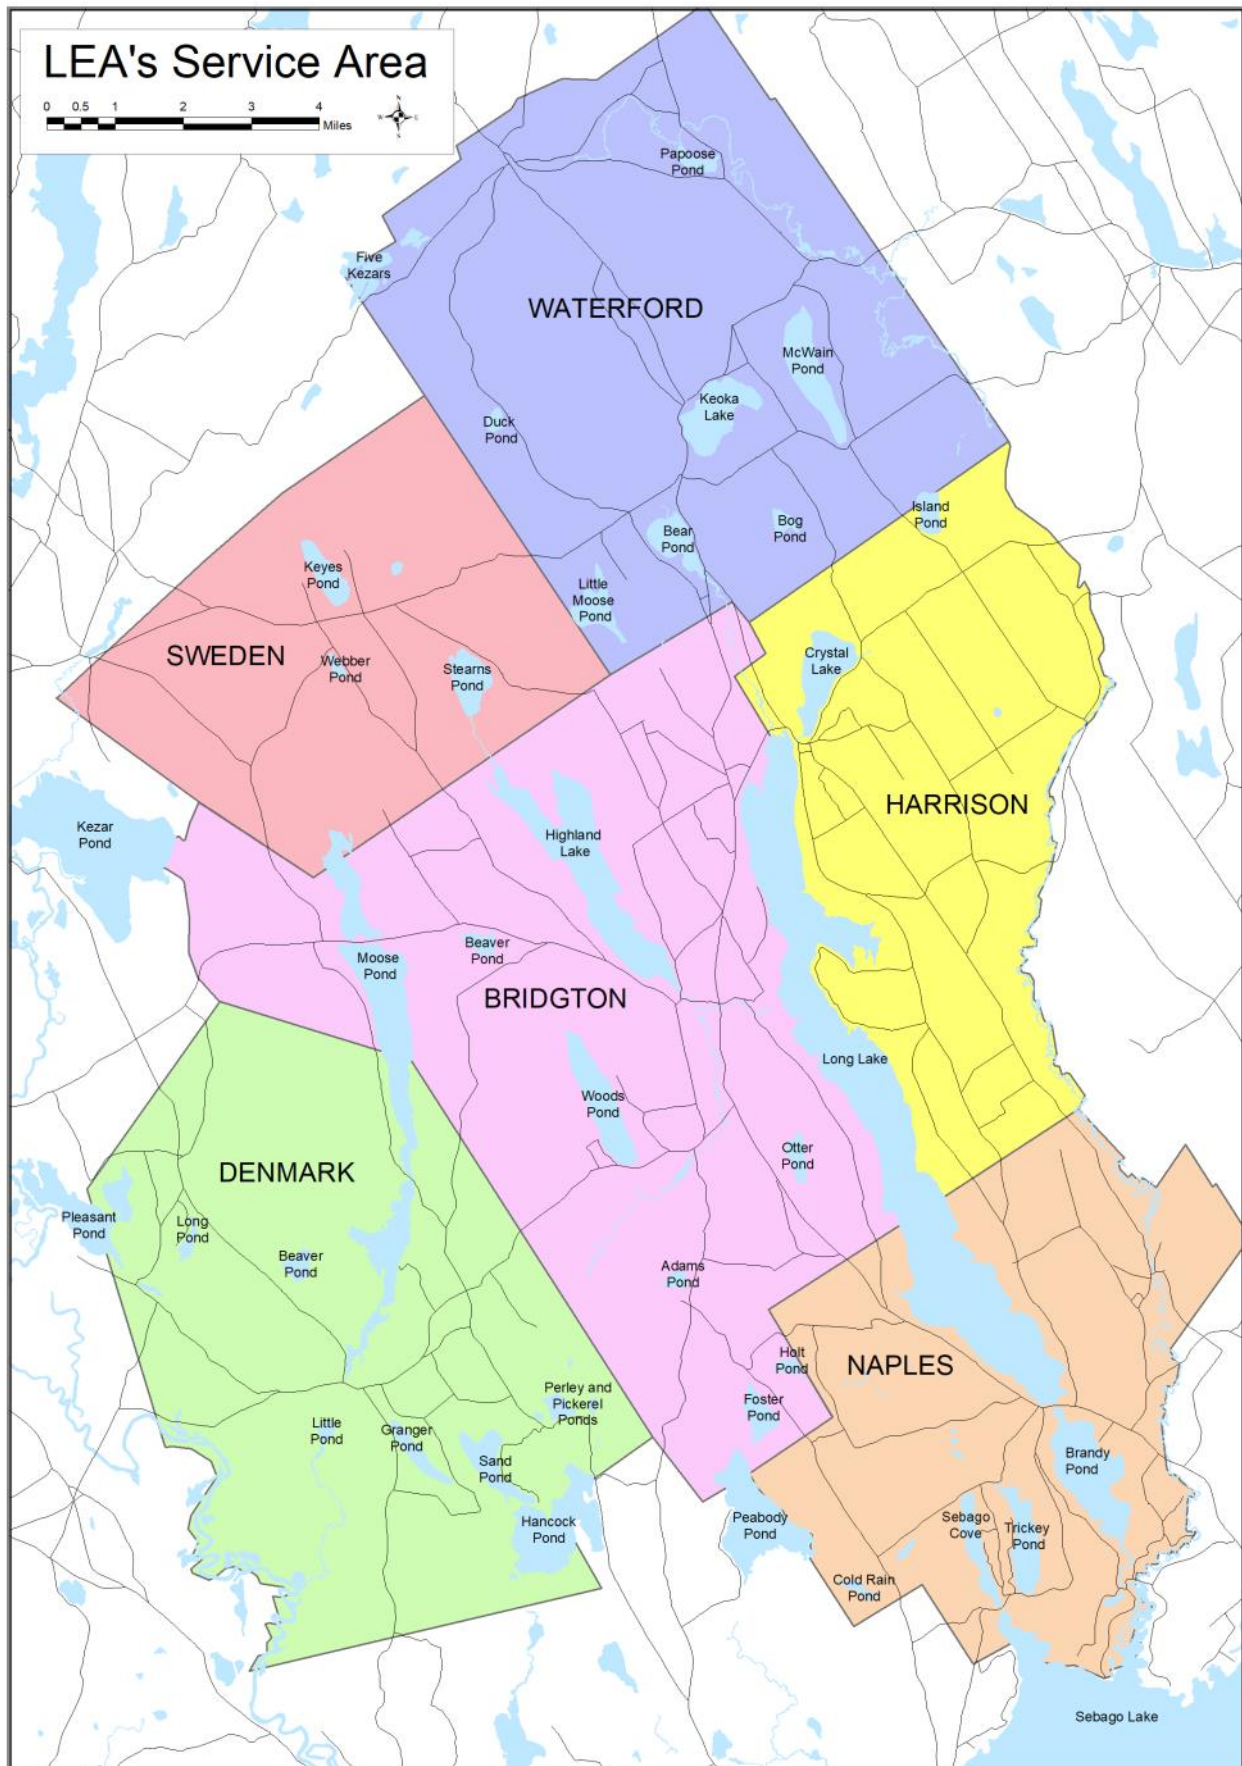 LEA's Service Area
0 0.5 1 2 3 4
Miles
N
W E
S
Papoose
Pond
Five
Kezars
WATERFORD
McWain
Pond
Keoka
Lake
Duck
Pond
Island
Pond
Bear
Pond
Bog
Pond
Keyes
Pond
Little
Moose
Pond
SWEDEN
Webber
Pond
Stearns
Pond
Crystal
Lake
HARRISON
Kezar
Pond
Highland
Lake
Beaver
Pond
Moose
Pond
BRIDGTON
Long Lake
Woods
Pond
Otter
Pond
DENMARK
Pleasant
Pond
Long
Pond
Beaver
Pond
Adams
Pond
Holt
Pond
NAPLES
Perley and
Pickerel
Ponds
Foster
Pond
Little
Pond
Granger
Pond
Sand
Pond
Brandy
Pond
Hancock
Pond
Peabody
Pond
Sebago
Cove
Trickey
Pond
Cold Rain
Pond
Sebago Lake